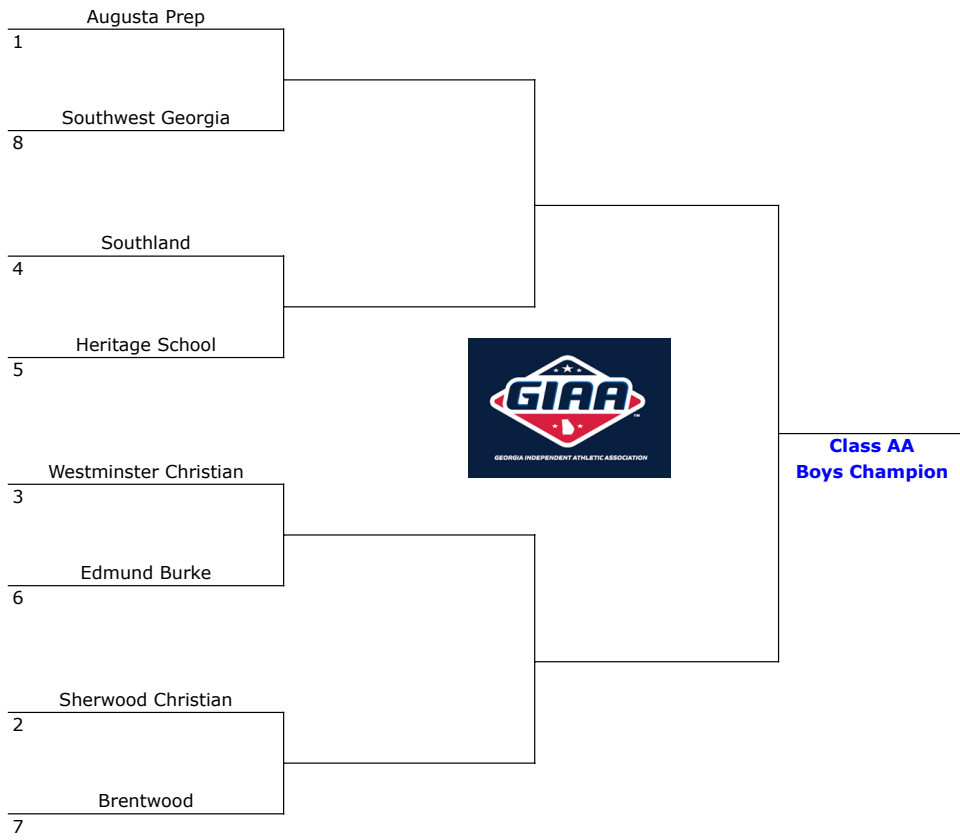 Augusta Prep
1
Southwest Georgia
8
Southland
4
Heritage School
5
GIAA
TM
GEORGIA INDEPENDENT ATHLETIC ASSOCIATION
Class AA
Boys Champion
Westminster Christian
3
Edmund Burke
6
Sherwood Christian
2
Brentwood
7